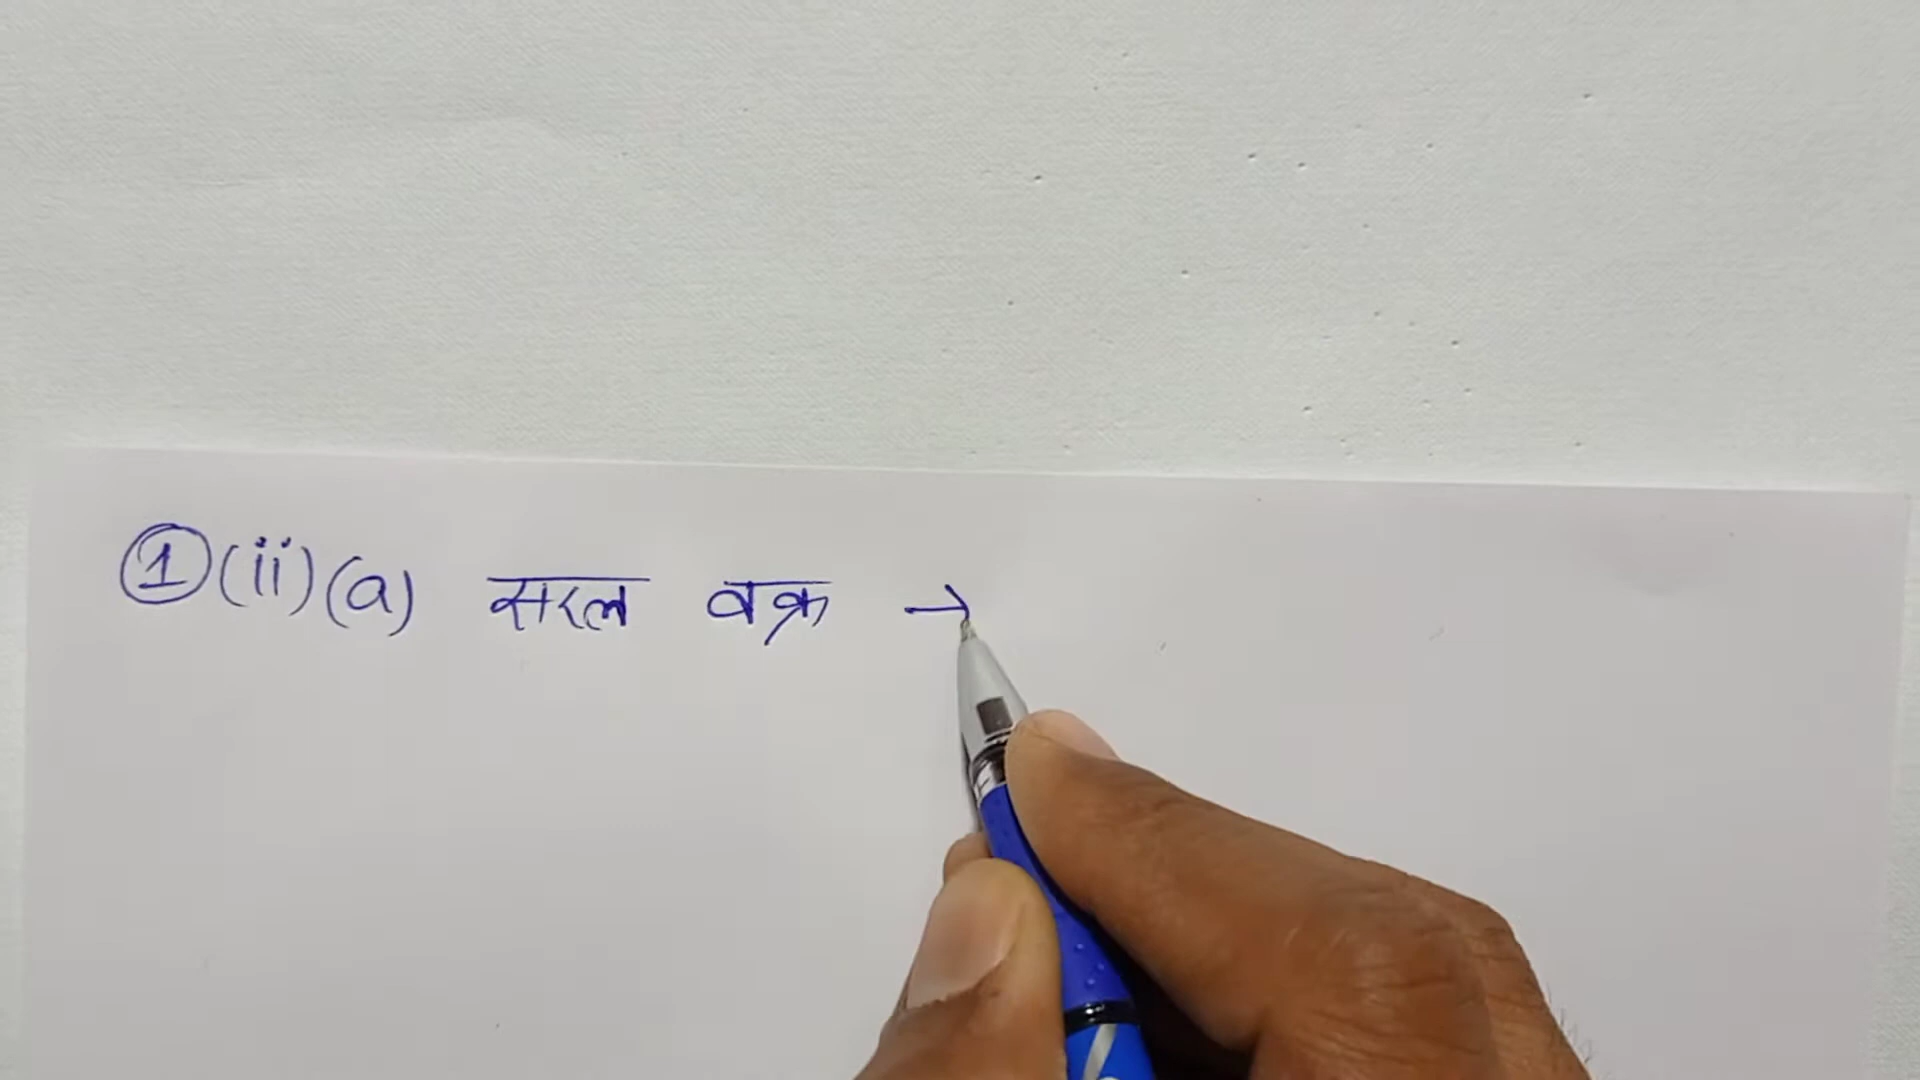 ①(ii)(a) सरल वक्र →